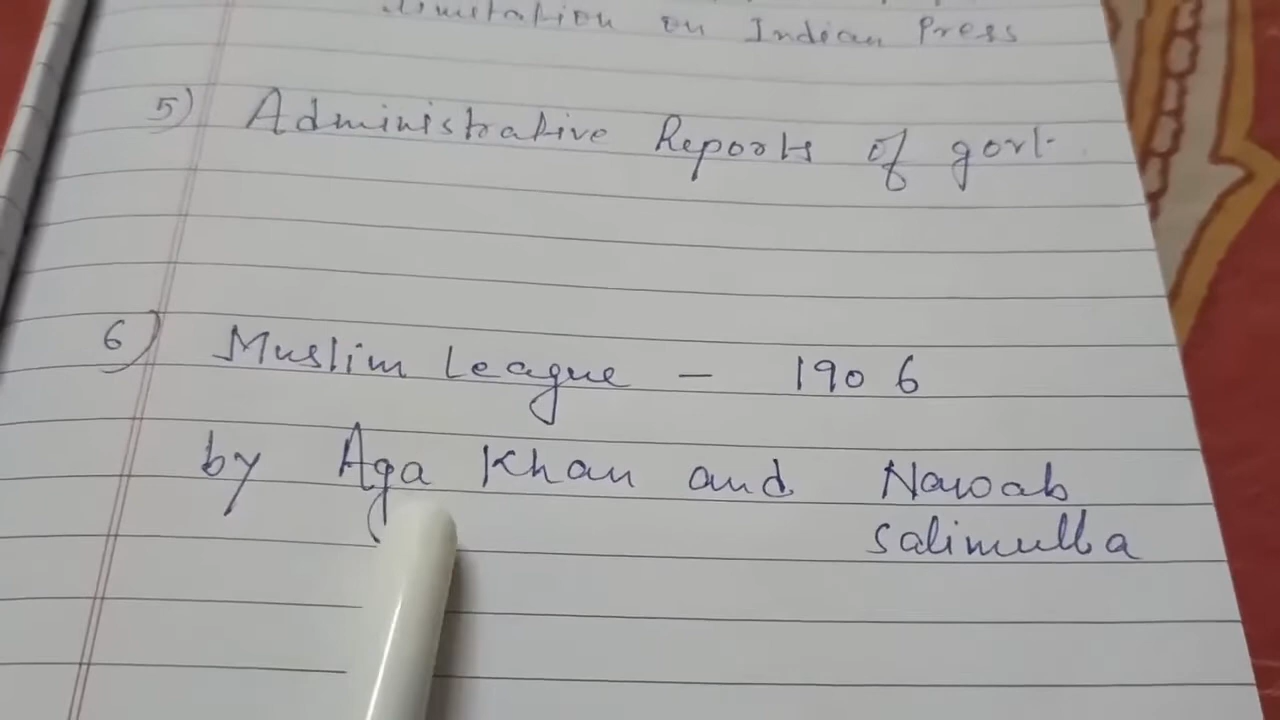 limitation on Indian Press
5) Administrative Reports of govt.
6) Muslim League - 1906
by Aga Khan and Nawab
Salimulla